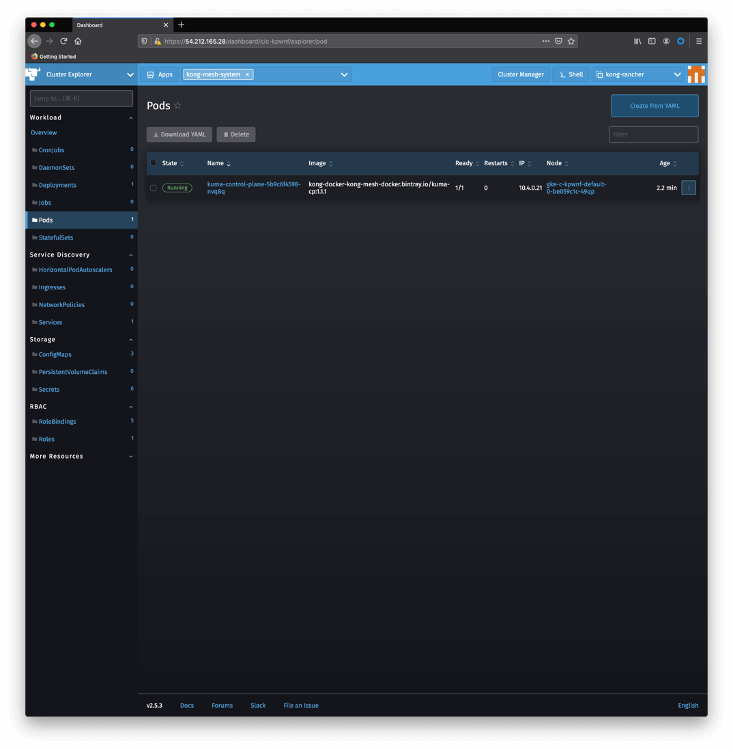 Dashboard
https://54.212.166.28/dashboard/c/c-kpwnf/explorer/pod
Getting Started
Cluster Explorer
Apps
kong-mesh-system
Cluster Manager
Shell
kong-rancher
Jump to... (⌘-K)
Workload
Overview
CronJobs 0
DaemonSets 0
Deployments 1
Jobs 0
Pods 1
StatefulSets 0
Service Discovery
HorizontalPodAutoscalers 0
Ingresses 0
NetworkPolicies 0
Services 1
Storage
ConfigMaps 3
PersistentVolumeClaims 0
Secrets 6
RBAC
RoleBindings 5
Roles 1
More Resources
Pods
Create from YAML
Download YAML
Delete
Filter
State Name Image Ready Restarts IP Node Age
Running kuma-control-plane-5b9c6f4598- kong-docker-kong-mesh-docker.bintray.io/kuma- 1/1 0 10.4.0.21 gke-c-kpwnf-default- 2.2 min
nvq8q cp:1.1.1 0-be059c1c-49qp
v2.5.3 Docs Forums Slack File an Issue English